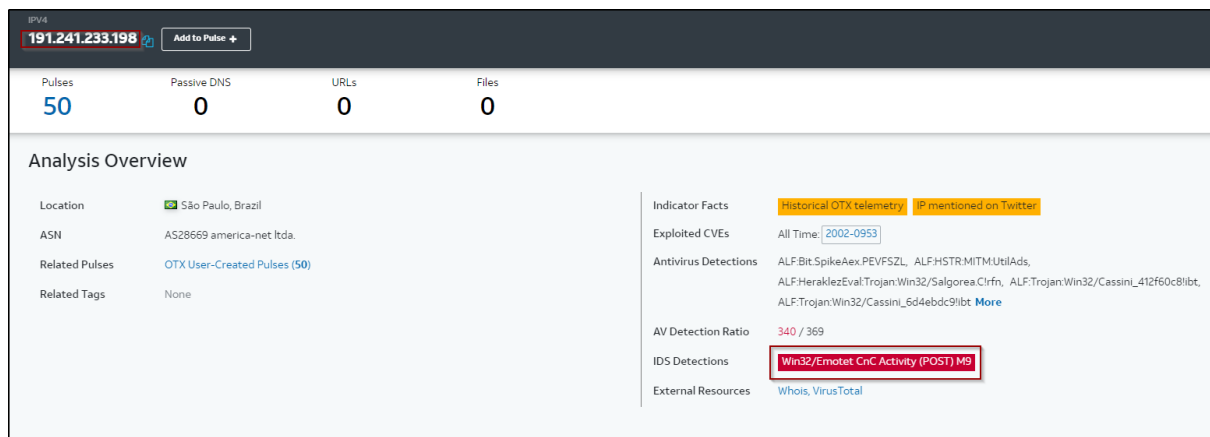 IPV4
191.241.233.198 Add to Pulse +
Pulses Passive DNS URLs Files
50 0 0 0
Analysis Overview
Location São Paulo, Brazil
ASN AS28669 america-net ltda.
Related Pulses OTX User-Created Pulses (50)
Related Tags None
Indicator Facts Historical OTX telemetry IP mentioned on Twitter
Exploited CVEs All Time: 2002-0953
Antivirus Detections ALF:Bit.SpikeAex.PEVFSZL, ALF:HSTR:MITM:UtilAds,
ALF:HeraklezEval:Trojan:Win32/Salgorea.C!rfn, ALF:Trojan:Win32/Cassini_412f60c8!ibt,
ALF:Trojan:Win32/Cassini_6d4ebdc9!ibt More
AV Detection Ratio 340 / 369
IDS Detections Win32/Emotet CnC Activity (POST) M9
External Resources Whois, VirusTotal